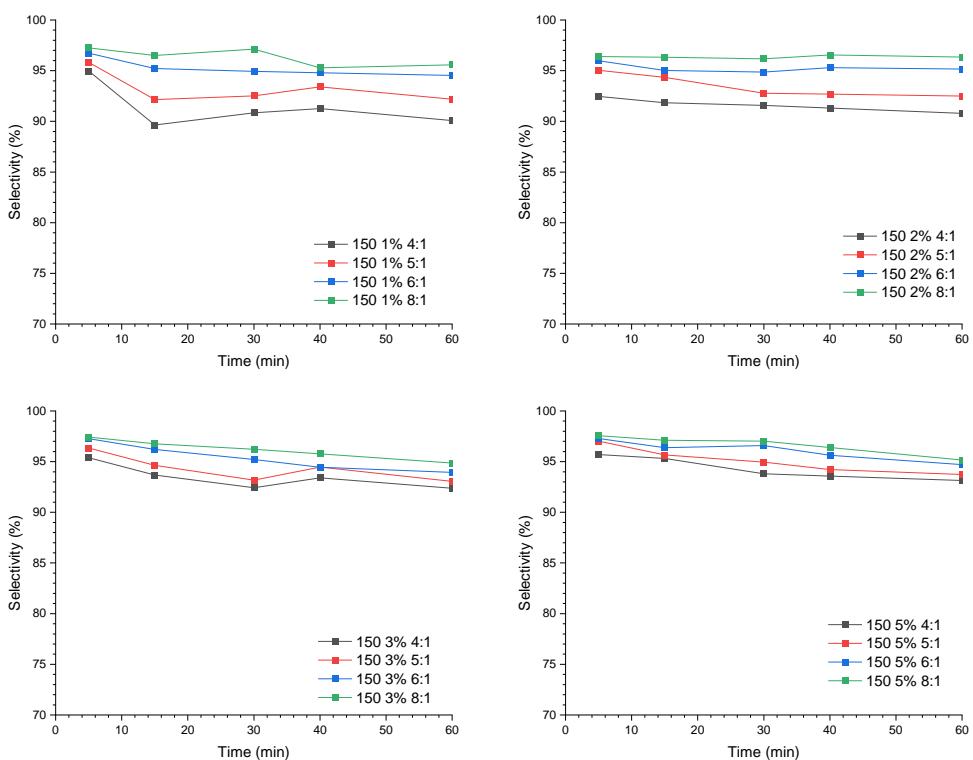 100
95
90
85
80
75
70
Selectivity (%)
0 10 20 30 40 50 60
Time (min)
150 1% 4:1
150 1% 5:1
150 1% 6:1
150 1% 8:1
100
95
90
85
80
75
70
Selectivity (%)
0 10 20 30 40 50 60
Time (min)
150 2% 4:1
150 2% 5:1
150 2% 6:1
150 2% 8:1
100
95
90
85
80
75
70
Selectivity (%)
0 10 20 30 40 50 60
Time (min)
150 3% 4:1
150 3% 5:1
150 3% 6:1
150 3% 8:1
100
95
90
85
80
75
70
Selectivity (%)
0 10 20 30 40 50 60
Time (min)
150 5% 4:1
150 5% 5:1
150 5% 6:1
150 5% 8:1